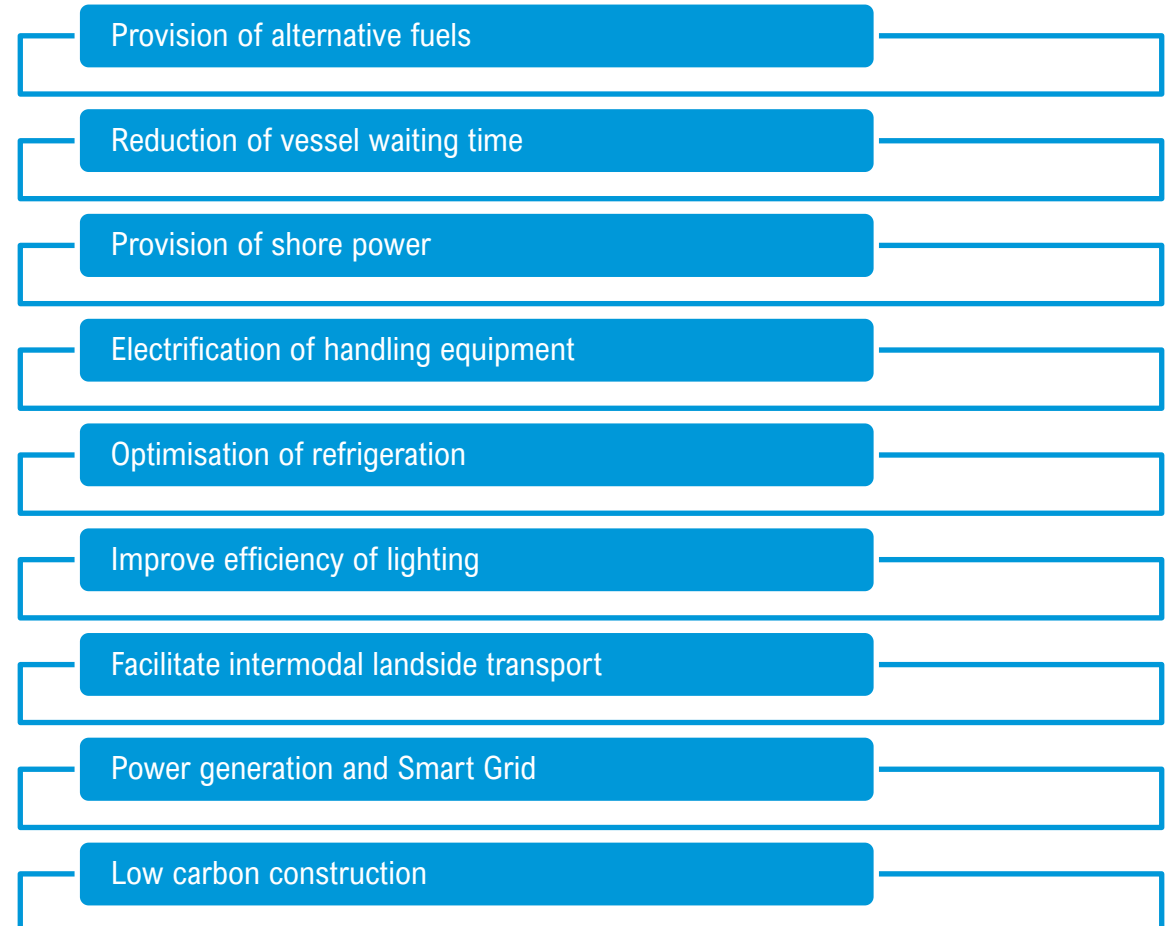 Provision of alternative fuels
Reduction of vessel waiting time
Provision of shore power
Electrification of handling equipment
Optimisation of refrigeration
Improve efficiency of lighting
Facilitate intermodal landside transport
Power generation and Smart Grid
Low carbon construction